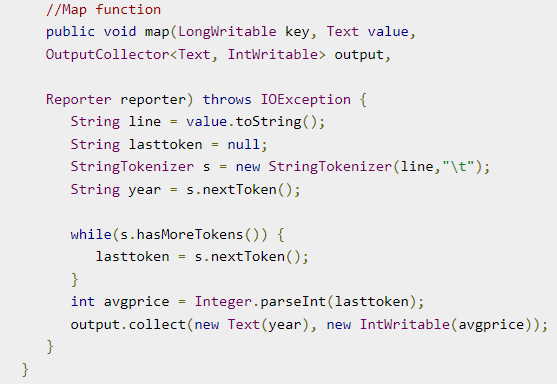 //Map function
public void map(LongWritable key, Text value,
OutputCollector<Text, IntWritable> output,
Reporter reporter) throws IOException {
String line = value.toString();
String lasttoken = null;
StringTokenizer s = new StringTokenizer(line,"\t");
String year = s.nextToken();
while(s.hasMoreTokens()) {
lasttoken = s.nextToken();
}
int avgprice = Integer.parseInt(lasttoken);
output.collect(new Text(year), new IntWritable(avgprice));
}
}